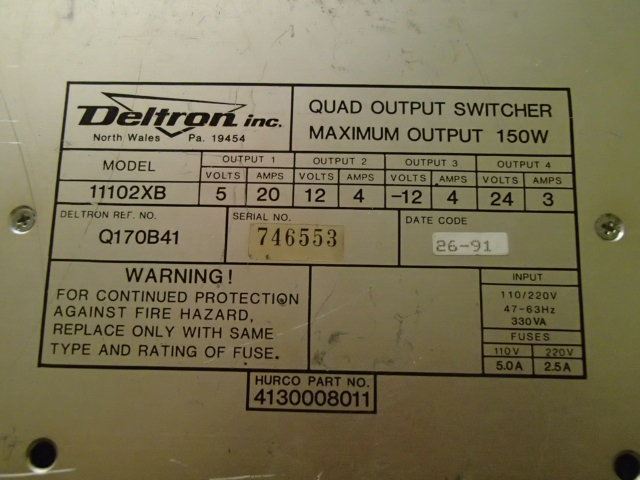 Deltron inc.
North Wales Pa. 19454
QUAD OUTPUT SWITCHER
MAXIMUM OUTPUT 150W
MODEL
11102XB
OUTPUT 1 OUTPUT 2 OUTPUT 3 OUTPUT 4
VOLTS AMPS VOLTS AMPS VOLTS AMPS VOLTS AMPS
5 20 12 4 -12 4 24 3
DELTRON REF. NO.
Q170B41
SERIAL NO.
746553
DATE CODE
26-91
WARNING!
FOR CONTINUED PROTECTION
AGAINST FIRE HAZARD,
REPLACE ONLY WITH SAME
TYPE AND RATING OF FUSE.
INPUT
110/220V
47-63Hz
330VA
FUSES
110V 220V
5.0A 2.5A
HURCO PART NO.
4130008011